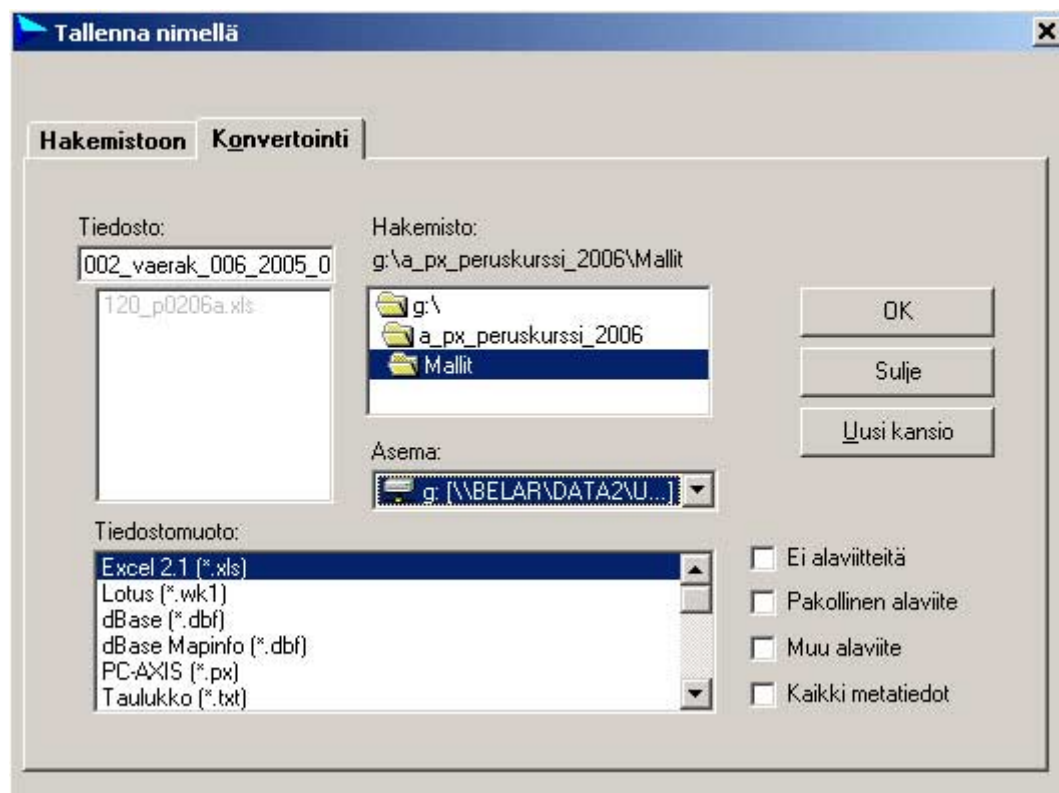 Tallenna nimellä
Hakemistoon
Konvertointi
Tiedosto:
002_vaerak_006_2005_0
120_p0206a.xls
Hakemisto:
g:\a_px_peruskurssi_2006\Mallit
g:\
a_px_peruskurssi_2006
Mallit
Asema:
g: [\\BELAR\DATA2\U...]
OK
Sulje
Uusi kansio
Tiedostomuoto:
Excel 2.1 (*.xls)
Lotus (*.wk1)
dBase (*.dbf)
dBase Mapinfo (*.dbf)
PC-AXIS (*.px)
Taulukko (*.txt)
Ei alaviitteitä
Pakollinen alaviite
Muu alaviite
Kaikki metatiedot